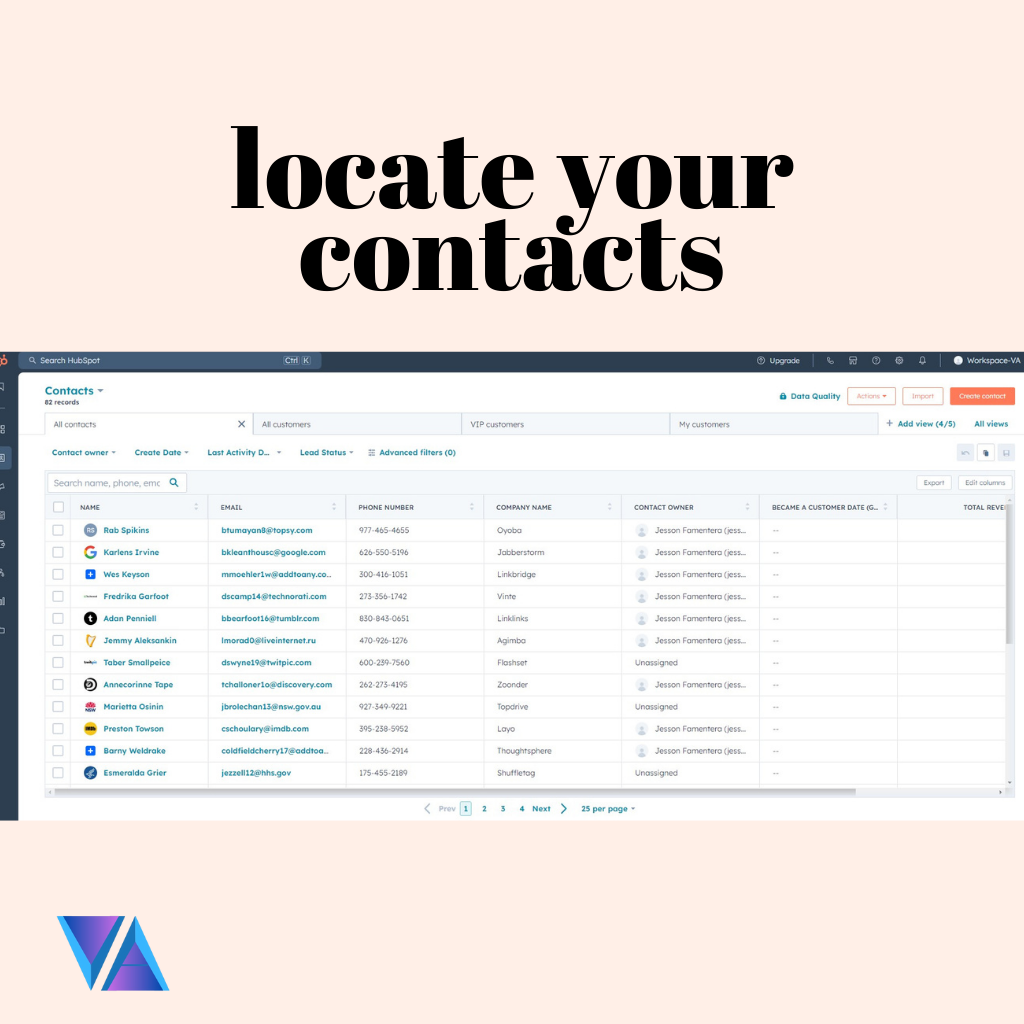 locate your
contacts
Search HubSpot Ctrl K Upgrade Workspace-VA
Contacts
82 records
Data Quality Actions Import Create contact
All contacts All customers VIP customers My customers + Add view (4/5) All views
Contact owner Create Date Last Activity D... Lead Status Advanced filters (0)
Search name, phone, emc Export Edit columns
NAME EMAIL PHONE NUMBER COMPANY NAME CONTACT OWNER BECAME A CUSTOMER DATE (G... TOTAL REVE
RS Rab Spikins btumayan8@topsy.com 977-465-4655 Oyoba Jesson Famentera (jess... --
Karlens Irvine bkleanthousc@google.com 626-550-5196 Jabberstorm Jesson Famentera (jess... --
Wes Keyson mmoehler1w@addtoany.co... 300-416-1051 Linkbridge Jesson Famentera (jess... --
Fredrika Garfoot dscamp14@technorati.com 273-356-1742 Vinte Jesson Famentera (jess... --
Adan Penniell bbearfoot16@tumblr.com 830-843-0651 Linklinks Jesson Famentera (jess... --
Jemmy Aleksankin lmorad0@liveinternet.ru 470-926-1276 Agimba Jesson Famentera (jess... --
Taber Smallpeice dswyne19@twitpic.com 600-239-7560 Flashset Unassigned --
Annecorinne Tape tchalloner1o@discovery.com 262-273-4195 Zoonder Jesson Famentera (jess... --
Marietta Osinin jbrolechan13@nsw.gov.au 927-349-9221 Topdrive Unassigned --
Preston Towson cschoulary@imdb.com 395-238-5952 Layo Jesson Famentera (jess... --
Barny Weldrake coldfieldcherry17@addtoa... 228-436-2914 Thoughtsphere Jesson Famentera (jess... --
Esmeralda Grier jezzell12@hhs.gov 175-455-2189 Shuffletag Unassigned --
Prev 1 2 3 4 Next 25 per page
VA